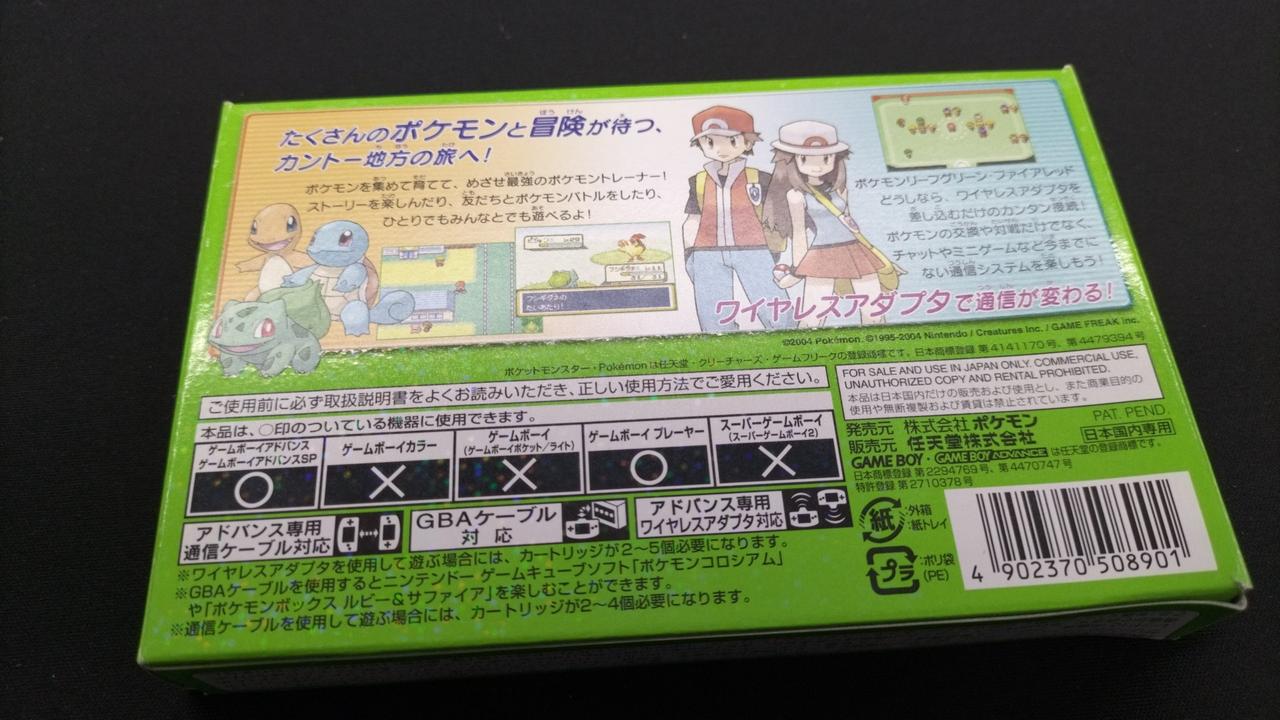 たくさんのポケモンと冒険が待つ、
カントー地方の旅へ!
ポケモンを集めて育てて、めざせ最強のポケモントレーナー!
ストーリーを楽しんだり、友だちとポケモンバトルをしたり、
ひとりでもみんなとでも遊べるよ!
フシギダネの
たいあたり!
ポケモンリーフグリーン・ファイアレッド
どうしなら、ワイヤレスアダプタを
差し込むだけのカンタン接続!
ポケモンの交換や対戦だけでなく、
チャットやミニゲームなど今までに
ない通信システムを楽しもう!
ワイヤレスアダプタで通信が変わる!
©2004 Pokémon. ©1995-2004 Nintendo / Creatures Inc. / GAME FREAK inc.
ポケットモンスター・Pokémonは任天堂・クリーチャーズ・ゲームフリークの登録商標です。日本商標登録 第4141170号、第4479394号
ご使用前に必ず取扱説明書をよくお読みいただき、正しい使用方法でご愛用ください。
本品は、○印のついている機器に使用できます。
ゲームボーイアドバンス
ゲームボーイアドバンスSP
○
ゲームボーイカラー
×
ゲームボーイ
(ゲームボーイポケット/ライト)
×
ゲームボーイ プレーヤー
○
スーパーゲームボーイ
(スーパーゲームボーイ2)
×
アドバンス専用
通信ケーブル対応
GBAケーブル
対応
アドバンス専用
ワイヤレスアダプタ対応
※ワイヤレスアダプタを使用して遊ぶ場合には、カートリッジが2~5個必要になります。
※GBAケーブルを使用するとニンテンドー ゲームキューブソフト「ポケモンコロシアム」
や「ポケモンボックス ルビー&サファイア」を楽しむことができます。
※通信ケーブルを使用して遊ぶ場合には、カートリッジが2~4個必要になります。
FOR SALE AND USE IN JAPAN ONLY. COMMERCIAL USE,
UNAUTHORIZED COPY AND RENTAL PROHIBITED.
本品は日本国内だけの販売および使用とし、また商業目的の
使用や無断複製および賃貸は禁止されています。
PAT. PEND.
発売元 株式会社ポケモン
販売元 任天堂株式会社
日本国内専用
GAME BOY・GAME BOY ADVANCE は任天堂の登録商標です。
日本商標登録 第2294769号、第4470747号
特許登録 第2710378号
紙
:外箱
:紙トレイ
プラ
:ポリ袋
(PE)
4 902370 508901